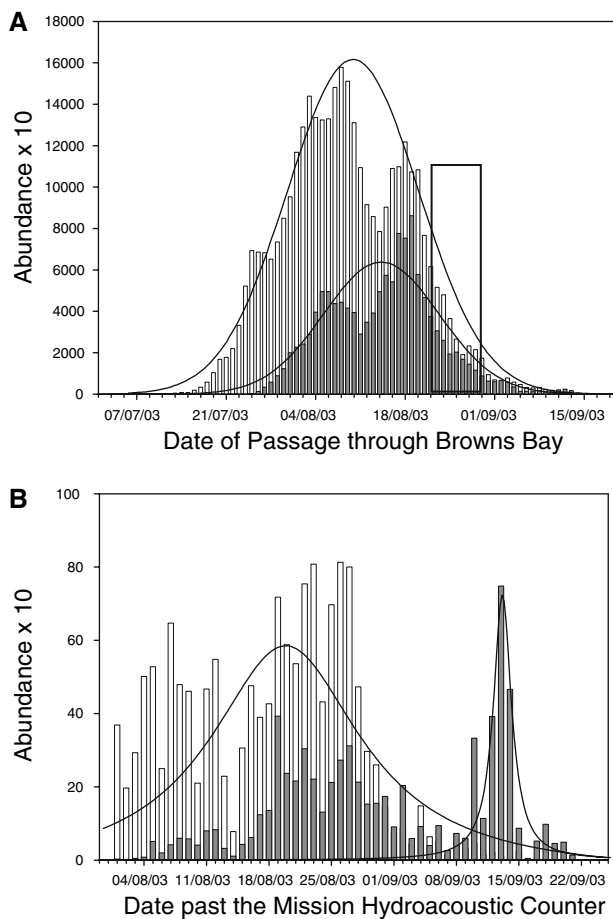 A
18000
16000
14000
12000
10000
8000
6000
4000
2000
0
Abundance x 10
07/07/03 21/07/03 04/08/03 18/08/03 01/09/03 15/09/03
Date of Passage through Browns Bay
B
100
80
60
40
20
0
Abundance x 10
04/08/03 11/08/03 18/08/03 25/08/03 01/09/03 08/09/03 15/09/03 22/09/03
Date past the Mission Hydroacoustic Counter